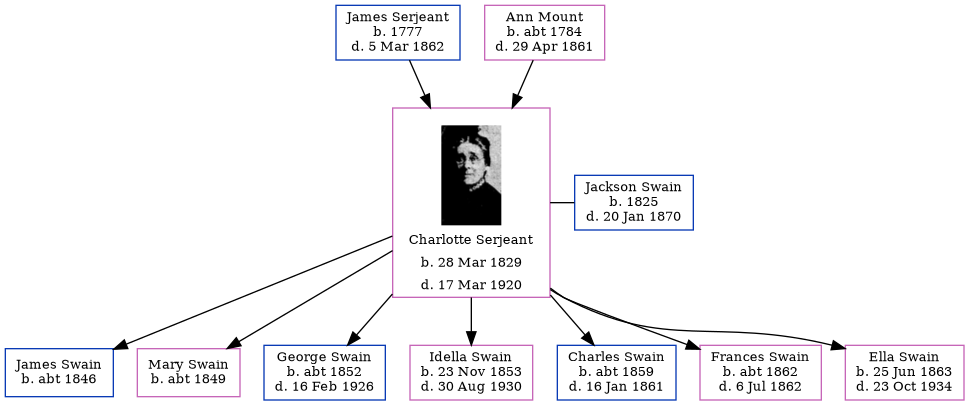 James Serjeant
b. 1777
d. 5 Mar 1862
Ann Mount
b. abt 1784
d. 29 Apr 1861
Charlotte Serjeant
b. 28 Mar 1829
d. 17 Mar 1920
Jackson Swain
b. 1825
d. 20 Jan 1870
James Swain
b. abt 1846
Mary Swain
b. abt 1849
George Swain
b. abt 1852
d. 16 Feb 1926
Idella Swain
b. 23 Nov 1853
d. 30 Aug 1930
Charles Swain
b. abt 1859
d. 16 Jan 1861
Frances Swain
b. abt 1862
d. 6 Jul 1862
Ella Swain
b. 25 Jun 1863
d. 23 Oct 1934